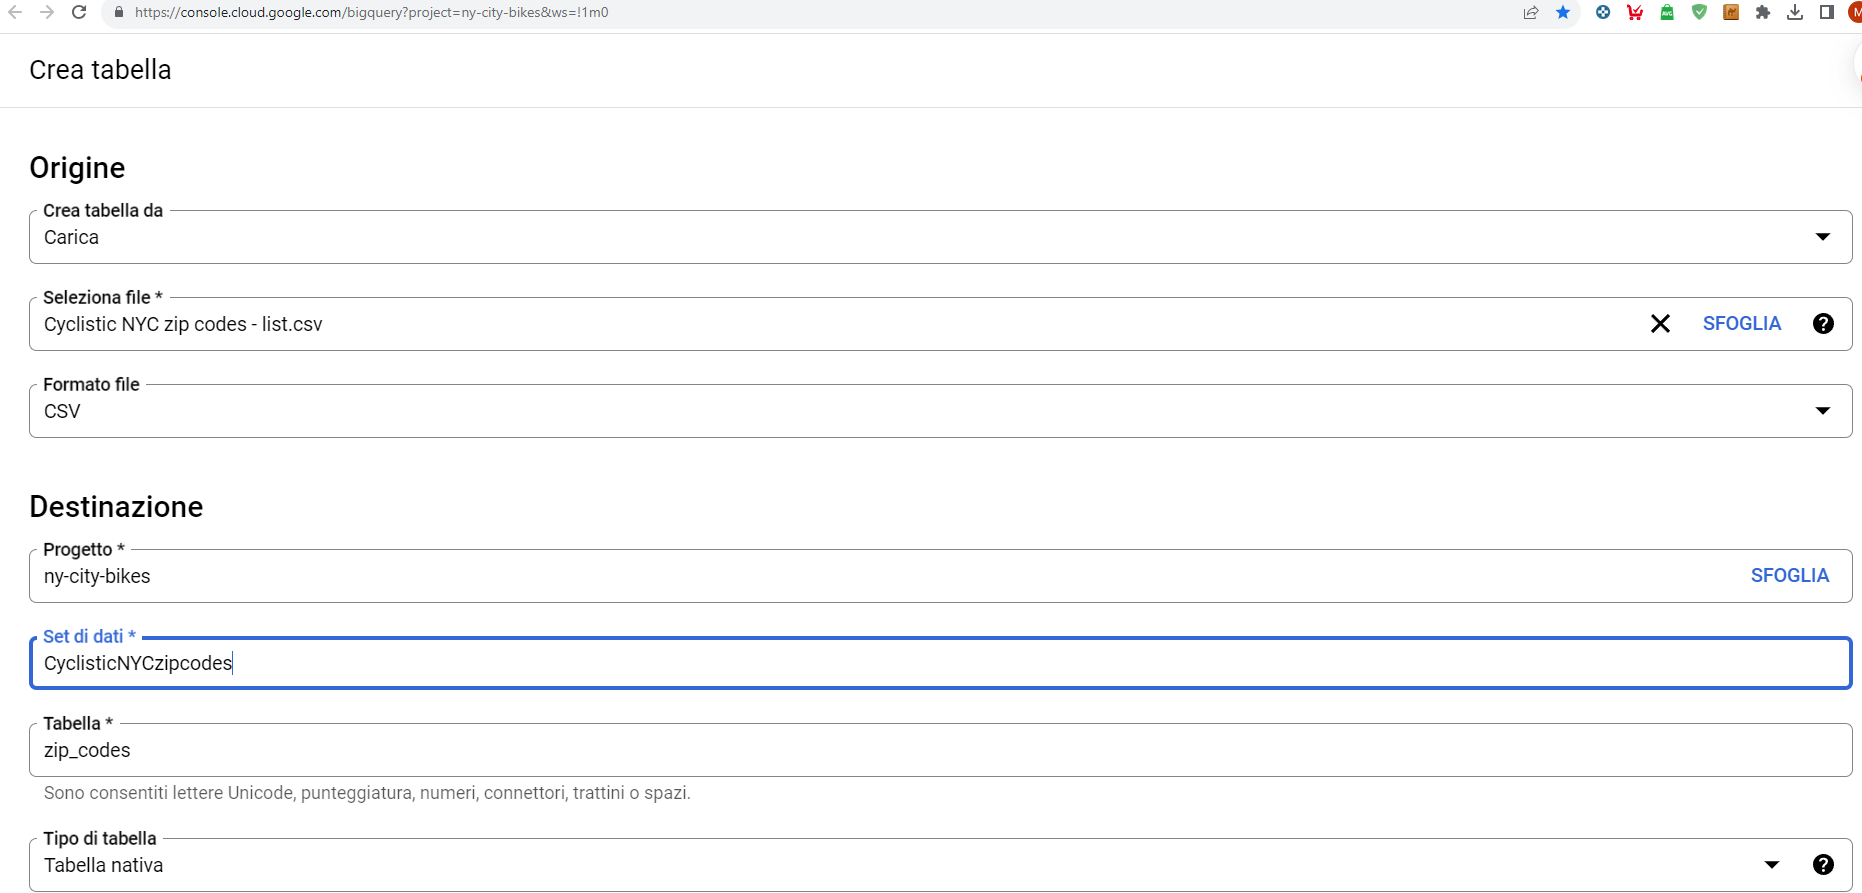 https://console.cloud.google.com/bigquery?project=ny-city-bikes&ws=!1m0
Crea tabella
Origine
Crea tabella da
Carica
Seleziona file *
Cyclistic NYC zip codes - list.csv
SFOGLIA
Formato file
CSV
Destinazione
Progetto *
ny-city-bikes
SFOGLIA
Set di dati *
CyclisticNYCzipcodes
Tabella *
zip_codes
Sono consentiti lettere Unicode, punteggiatura, numeri, connettori, trattini o spazi.
Tipo di tabella
Tabella nativa